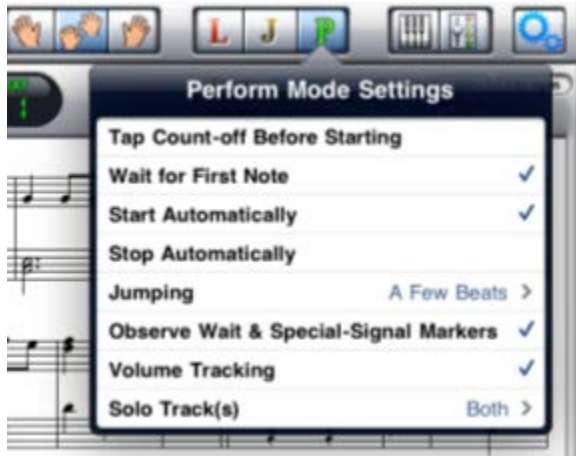 L J P
1
Perform Mode Settings
Tap Count-off Before Starting
Wait for First Note
Start Automatically
Stop Automatically
Jumping A Few Beats >
Observe Wait & Special-Signal Markers
Volume Tracking
Solo Track(s) Both >